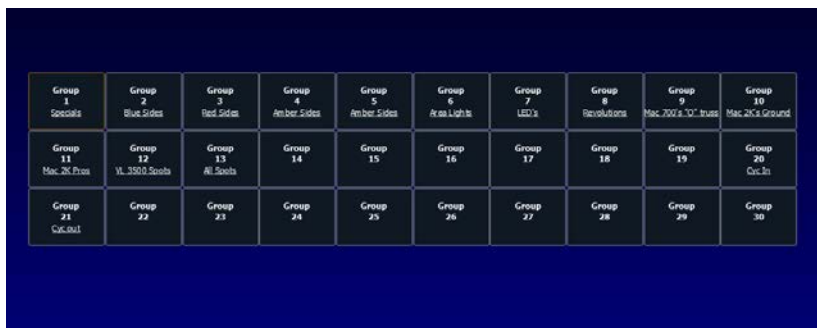 Group Group Group Group Group Group Group Group Group Group
1 2 3 4 5 6 7 8 9 10
Specials Blue Sides Red Sides Amber Sides Amber Sides Area Lights LED's Revolutions Mac 700's "O" truss Mac 2K's Ground
Group Group Group Group Group Group Group Group Group Group
11 12 13 14 15 16 17 18 19 20
Mac 2K Pros VL 3500 Spots All Spots Cyc In
Group Group Group Group Group Group Group Group Group Group
21 22 23 24 25 26 27 28 29 30
Cyc out